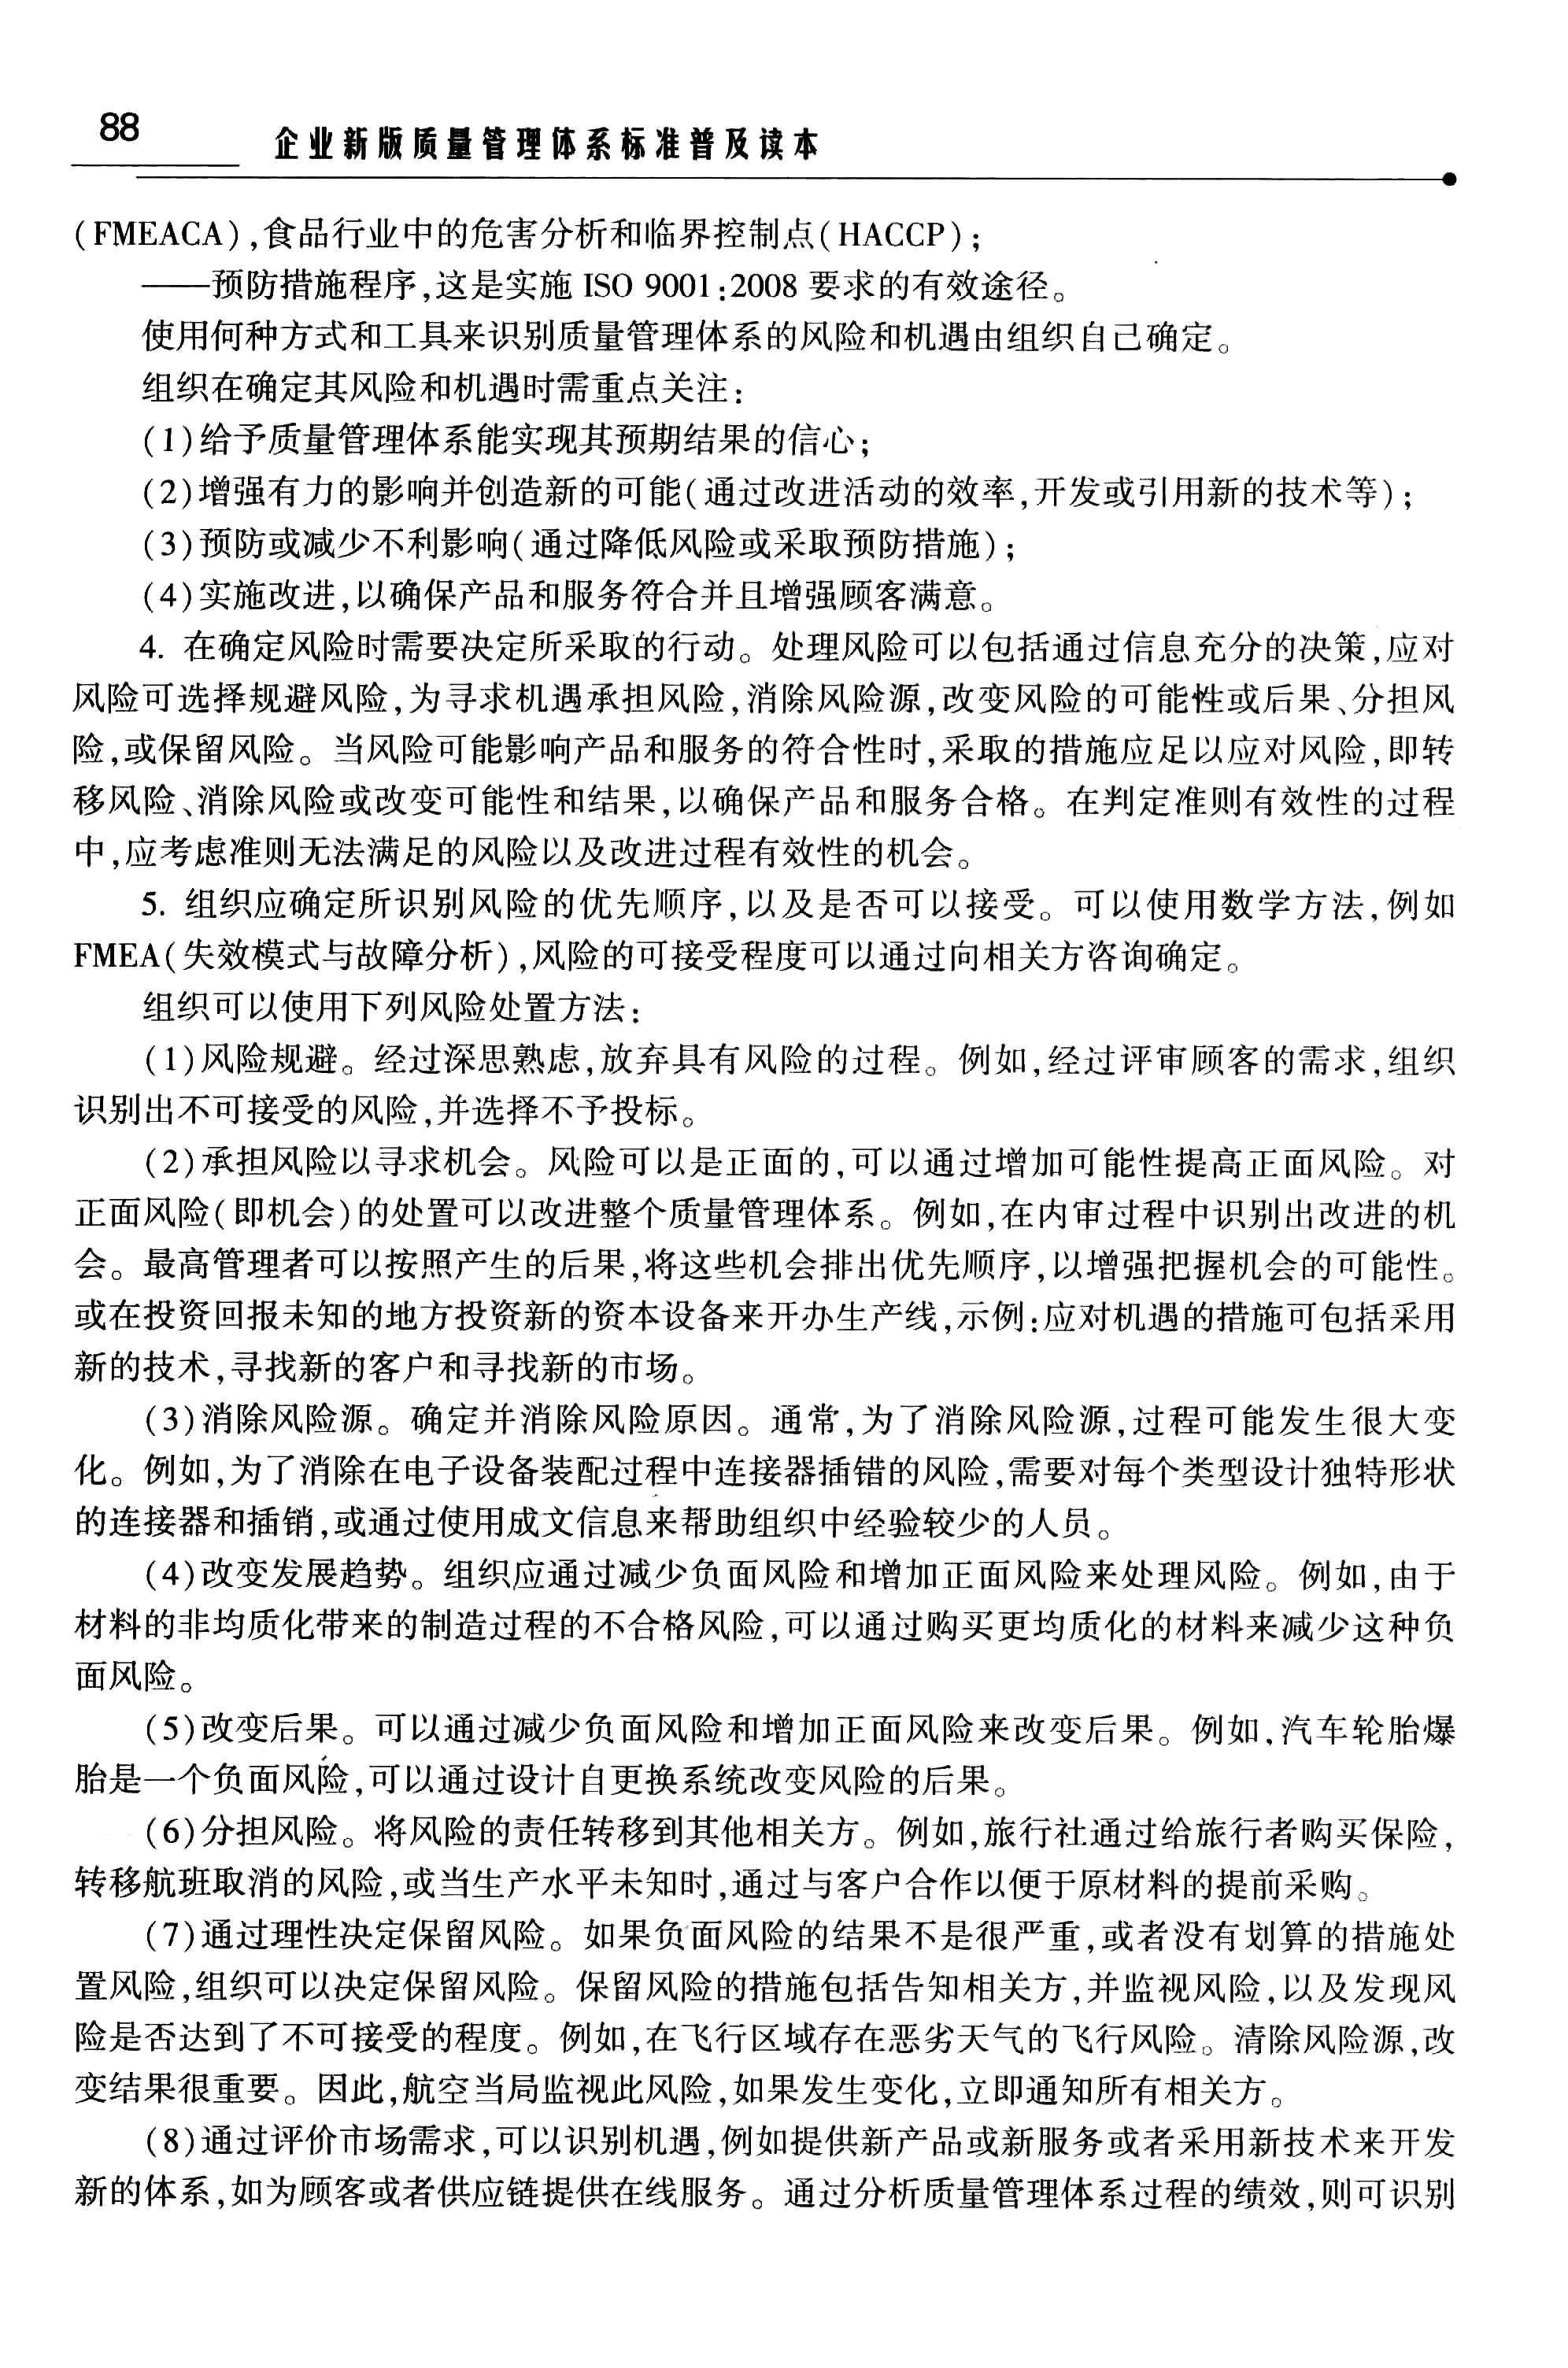 88
企业新版质量管理体系标准普及读本
(FMEACA),食品行业中的危害分析和临界控制点(HACCP);
——预防措施程序,这是实施 ISO 9001:2008 要求的有效途径。
使用何种方式和工具来识别质量管理体系的风险和机遇由组织自己确定。
组织在确定其风险和机遇时需重点关注:
(1)给予质量管理体系能实现其预期结果的信心;
(2)增强有力的影响并创造新的可能(通过改进活动的效率,开发或引用新的技术等);
(3)预防或减少不利影响(通过降低风险或采取预防措施);
(4)实施改进,以确保产品和服务符合并且增强顾客满意。
4. 在确定风险时需要决定所采取的行动。处理风险可以包括通过信息充分的决策,应对
风险可选择规避风险,为寻求机遇承担风险,消除风险源,改变风险的可能性或后果、分担风
险,或保留风险。当风险可能影响产品和服务的符合性时,采取的措施应足以应对风险,即转
移风险、消除风险或改变可能性和结果,以确保产品和服务合格。在判定准则有效性的过程
中,应考虑准则无法满足的风险以及改进过程有效性的机会。
5. 组织应确定所识别风险的优先顺序,以及是否可以接受。可以使用数学方法,例如
FMEA(失效模式与故障分析),风险的可接受程度可以通过向相关方咨询确定。
组织可以使用下列风险处置方法:
(1)风险规避。经过深思熟虑,放弃具有风险的过程。例如,经过评审顾客的需求,组织
识别出不可接受的风险,并选择不予投标。
(2)承担风险以寻求机会。风险可以是正面的,可以通过增加可能性提高正面风险。对
正面风险(即机会)的处置可以改进整个质量管理体系。例如,在内审过程中识别出改进的机
会。最高管理者可以按照产生的后果,将这些机会排出优先顺序,以增强把握机会的可能性。
或在投资回报未知的地方投资新的资本设备来开办生产线,示例:应对机遇的措施可包括采用
新的技术,寻找新的客户和寻找新的市场。
(3)消除风险源。确定并消除风险原因。通常,为了消除风险源,过程可能发生很大变
化。例如,为了消除在电子设备装配过程中连接器插错的风险,需要对每个类型设计独特形状
的连接器和插销,或通过使用成文信息来帮助组织中经验较少的人员。
(4)改变发展趋势。组织应通过减少负面风险和增加正面风险来处理风险。例如,由于
材料的非均质化带来的制造过程的不合格风险,可以通过购买更均质化的材料来减少这种负
面风险。
(5)改变后果。可以通过减少负面风险和增加正面风险来改变后果。例如,汽车轮胎爆
胎是一个负面风险,可以通过设计自更换系统改变风险的后果。
(6)分担风险。将风险的责任转移到其他相关方。例如,旅行社通过给旅行者购买保险,
转移航班取消的风险,或当生产水平未知时,通过与客户合作以便于原材料的提前采购。
(7)通过理性决定保留风险。如果负面风险的结果不是很严重,或者没有划算的措施处
置风险,组织可以决定保留风险。保留风险的措施包括告知相关方,并监视风险,以及发现风
险是否达到了不可接受的程度。例如,在飞行区域存在恶劣天气的飞行风险。清除风险源,改
变结果很重要。因此,航空当局监视此风险,如果发生变化,立即通知所有相关方。
(8)通过评价市场需求,可以识别机遇,例如提供新产品或新服务或者采用新技术来开发
新的体系,如为顾客或者供应链提供在线服务。通过分析质量管理体系过程的绩效,则可识别